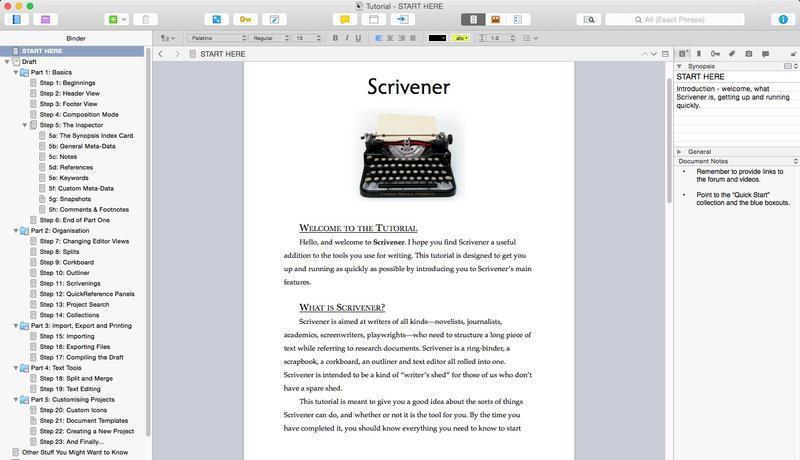 Tutorial - START HERE
All (Exact Phrase)
Palatino
Regular
13
B I U
abc
1.0
Binder
START HERE
Draft
Part 1: Basics
Step 1: Beginnings
Step 2: Header View
Step 3: Footer View
Step 4: Composition Mode
Step 5: The Inspector
5a: The Synopsis Index Card
5b: General Meta-Data
5c: Notes
5d: References
5e: Keywords
5f: Custom Meta-Data
5g: Snapshots
5h: Comments & Footnotes
Step 6: End of Part One
Part 2: Organisation
Step 7: Changing Editor Views
Step 8: Splits
Step 9: Corkboard
Step 10: Outliner
Step 11: Scrivenings
Step 12: QuickReference Panels
Step 13: Project Search
Step 14: Collections
Part 3: Import, Export and Printing
Step 15: Importing
Step 16: Exporting Files
Step 17: Compiling the Draft
Part 4: Text Tools
Step 18: Split and Merge
Step 19: Text Editing
Part 5: Customising Projects
Step 20: Custom Icons
Step 21: Document Templates
Step 22: Creating a New Project
Step 23: And Finally...
Other Stuff You Might Want to Know
START HERE
Scrivener
WELCOME TO THE TUTORIAL
Hello, and welcome to Scrivener. I hope you find Scrivener a useful
addition to the tools you use for writing. This tutorial is designed to get you
up and running as quickly as possible by introducing you to Scrivener's main
features.
WHAT IS SCRIVENER?
Scrivener is aimed at writers of all kinds—novelists, journalists,
academics, screenwriters, playwrights—who need to structure a long piece of
text while referring to research documents. Scrivener is a ring-binder, a
scrapbook, a corkboard, an outliner and text editor all rolled into one.
Scrivener is intended to be a kind of "writer's shed" for those of us who don't
have a spare shed.
This tutorial is meant to give you a good idea about the sorts of things
Scrivener can do, and whether or not it is the tool for you. By the time you
have completed it, you should know everything you need to know to start
Synopsis
START HERE
Introduction - welcome, what
Scrivener is, getting up and running
quickly.
General
Document Notes
• Remember to provide links to
the forum and videos.
• Point to the "Quick Start"
collection and the blue boxouts.